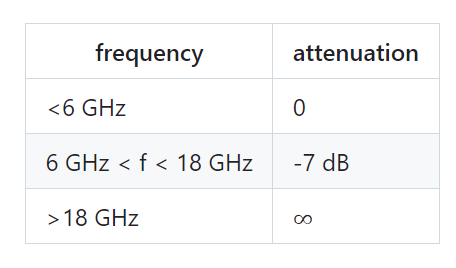 frequency attenuation
<6 GHz 0
6 GHz < f < 18 GHz -7 dB
>18 GHz ∞